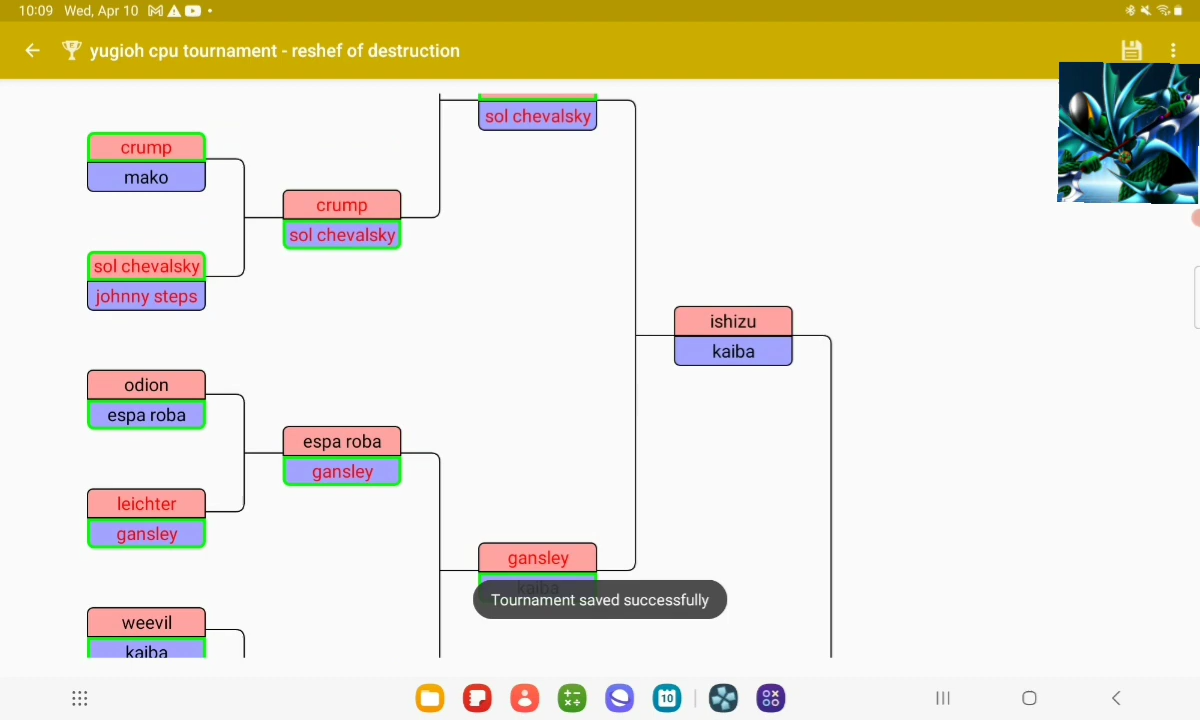 10:09 Wed, Apr 10
yugioh cpu tournament - reshef of destruction
sol chevalsky
crump
mako
crump
sol chevalsky
sol chevalsky
johnny steps
ishizu
kaiba
odion
espa roba
espa roba
gansley
leichter
gansley
gansley
kaiba
Tournament saved successfully
weevil
kaiba
10